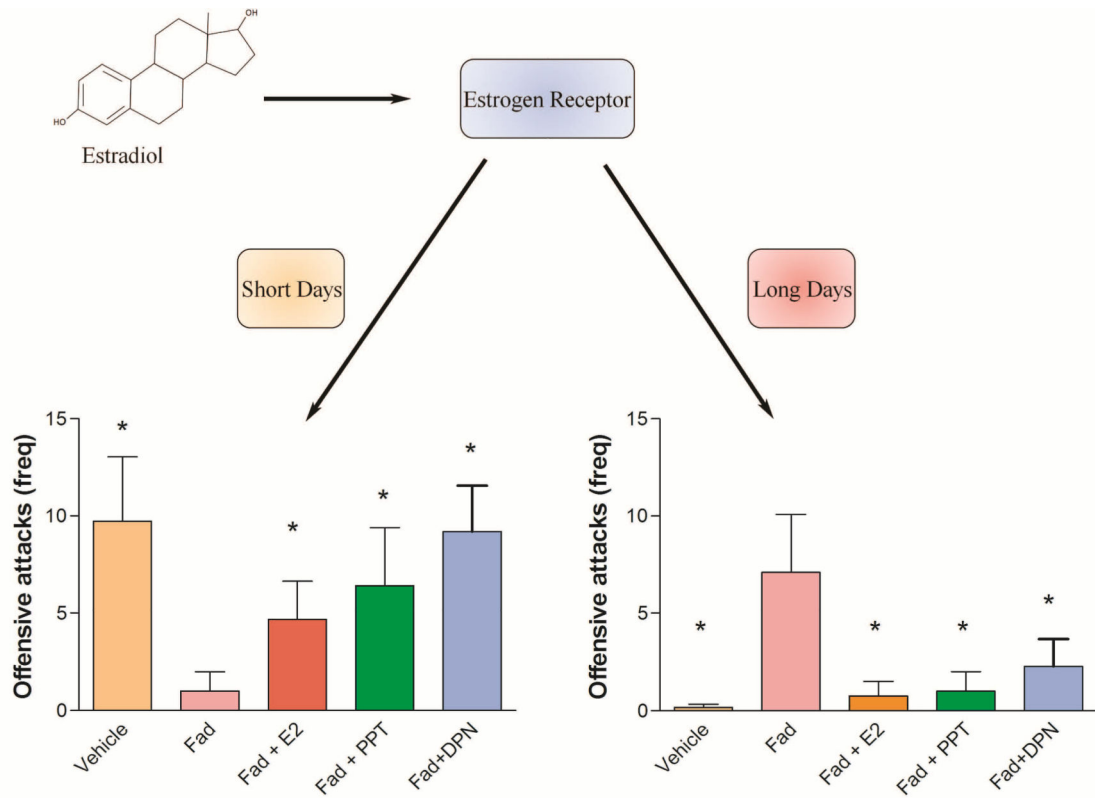 OH
HO
Estradiol
Estrogen Receptor
Short Days
Long Days
Offensive attacks (freq)
15
10
5
0
*
*
*
*
Vehicle
Fad
Fad + E2
Fad + PPT
Fad+DPN
Offensive attacks (freq)
15
10
5
0
*
*
*
*
Vehicle
Fad
Fad + E2
Fad + PPT
Fad+DPN